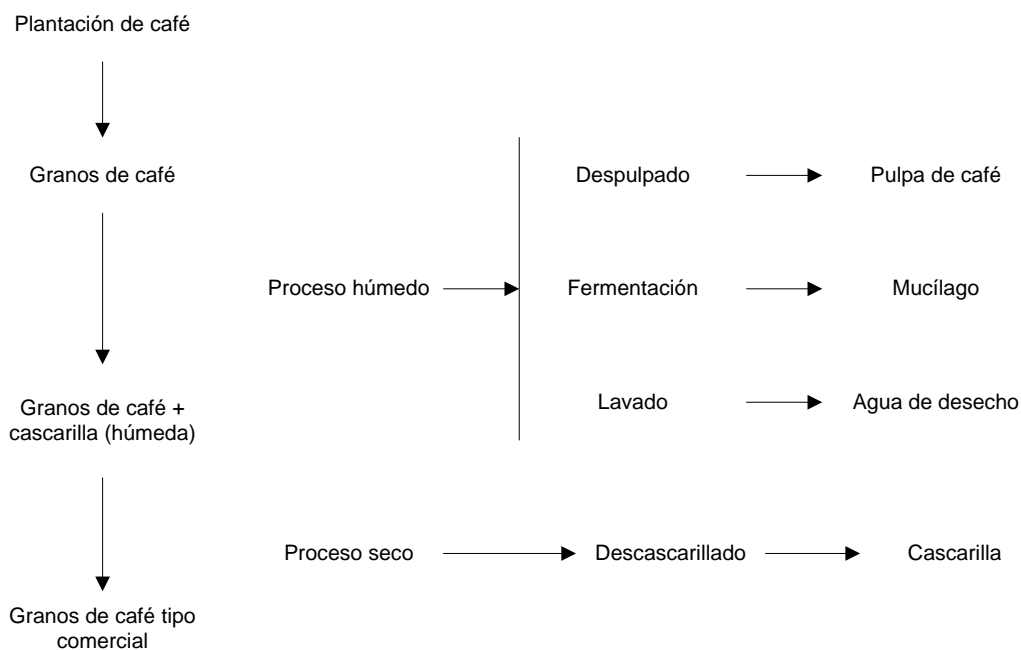 Plantación de café
Granos de café
Despulpado
Pulpa de café
Proceso húmedo
Fermentación
Mucílago
Granos de café +
cascarilla (húmeda)
Lavado
Agua de desecho
Proceso seco
Descascarillado
Cascarilla
Granos de café tipo
comercial